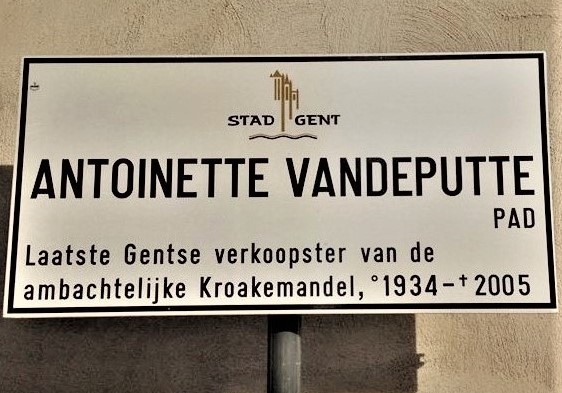 STAD GENT
ANTOINETTE VANDEPUTTE
PAD
Laatste Gentse verkoopster van de
ambachtelijke Kroakemandel, °1934-†2005